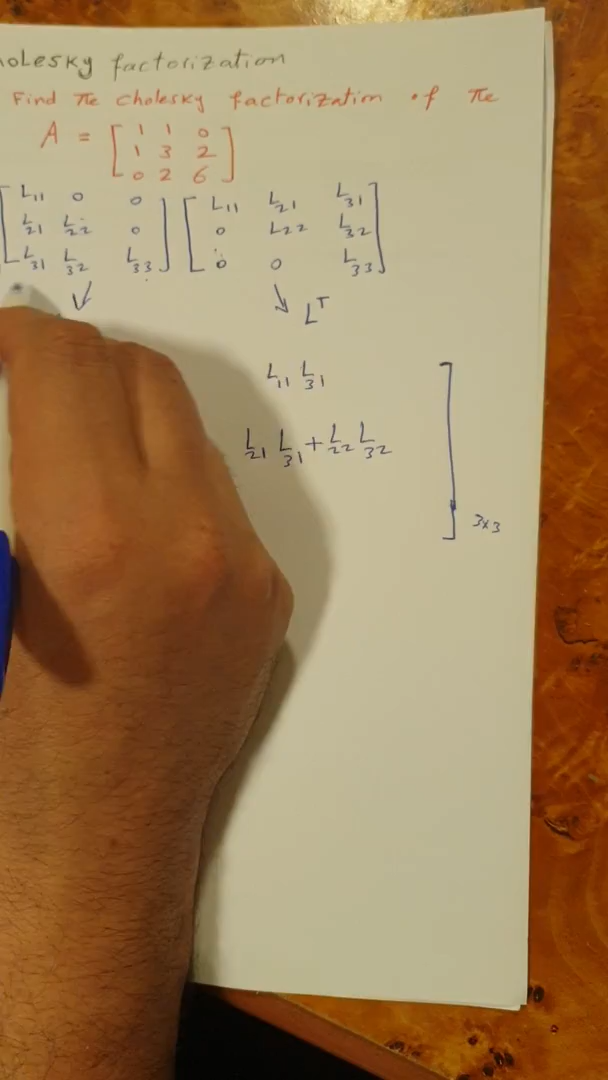 holesky factorization
Find the cholesky factorization of the
A = [ 1 1 0
1 3 2
0 2 6 ]
[ L11 0 0 ] [ L11 L21 L31 ]
L21 L22 0 0 L22 L32
L31 L32 L33 0 0 L33
LT
L11 L31
L21 L31 + L22 L32
3x3